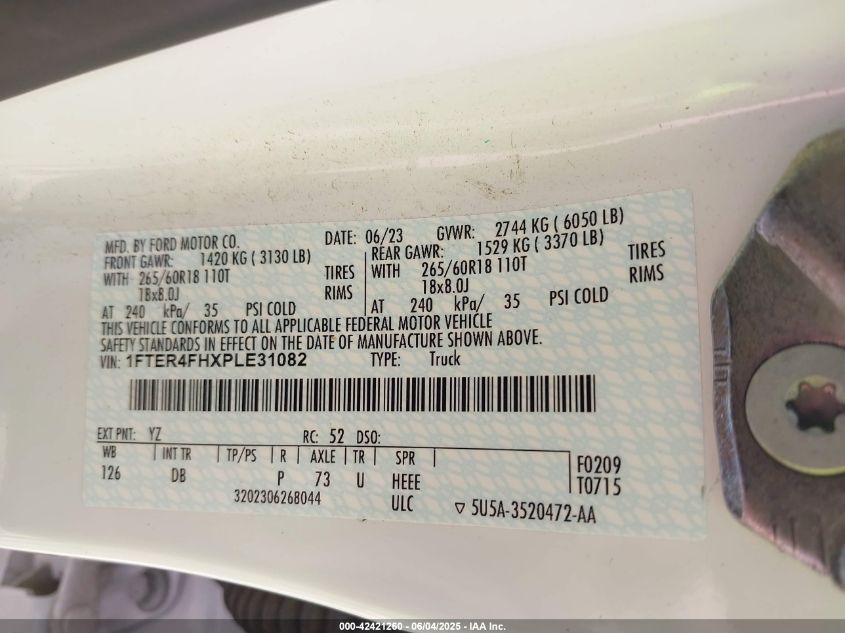 MFD. BY FORD MOTOR CO. DATE: 06/23 GVWR: 2744 KG ( 6050 LB)
FRONT GAWR: 1420 KG ( 3130 LB) REAR GAWR: 1529 KG ( 3370 LB)
WITH 265/60R18 110T TIRES WITH 265/60R18 110T TIRES
18x8.0J RIMS 18x8.0J RIMS
AT 240 kPa/ 35 PSI COLD AT 240 kPa/ 35 PSI COLD
THIS VEHICLE CONFORMS TO ALL APPLICABLE FEDERAL MOTOR VEHICLE
SAFETY STANDARDS IN EFFECT ON THE DATE OF MANUFACTURE SHOWN ABOVE.
VIN: 1FTER4FHXPLE31082 TYPE: Truck
EXT PNT: YZ RC: 52 DSO:
WB INT TR TP/PS R AXLE TR SPR F0209
126 DB P 73 U HEEE T0715
3202306268044 ULC ▽ 5U5A-3520472-AA
000-42421260 - 06/04/2025 - IAA Inc.